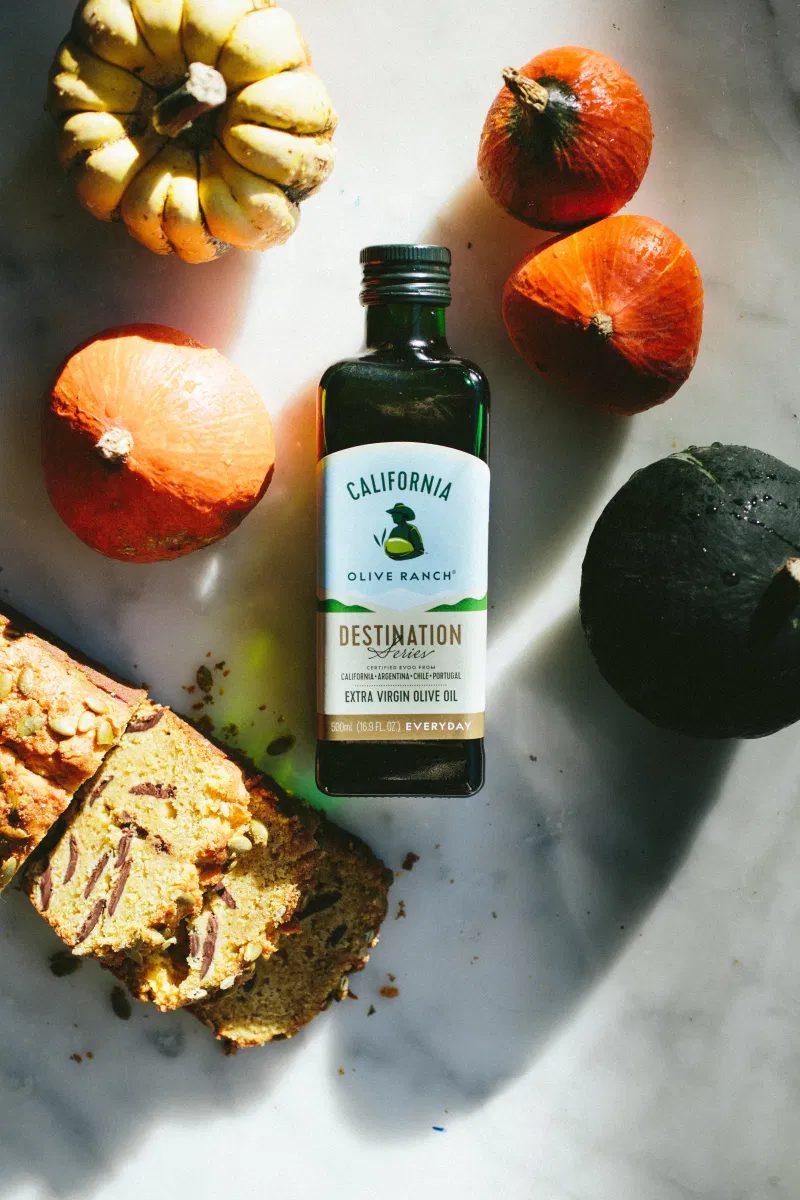 CALIFORNIA
OLIVE RANCH®
DESTINATION
Series
CERTIFIED EVOO FROM
CALIFORNIA•ARGENTINA•CHILE•PORTUGAL
EXTRA VIRGIN OLIVE OIL
500ml (16.9 FL. OZ.) EVERYDAY